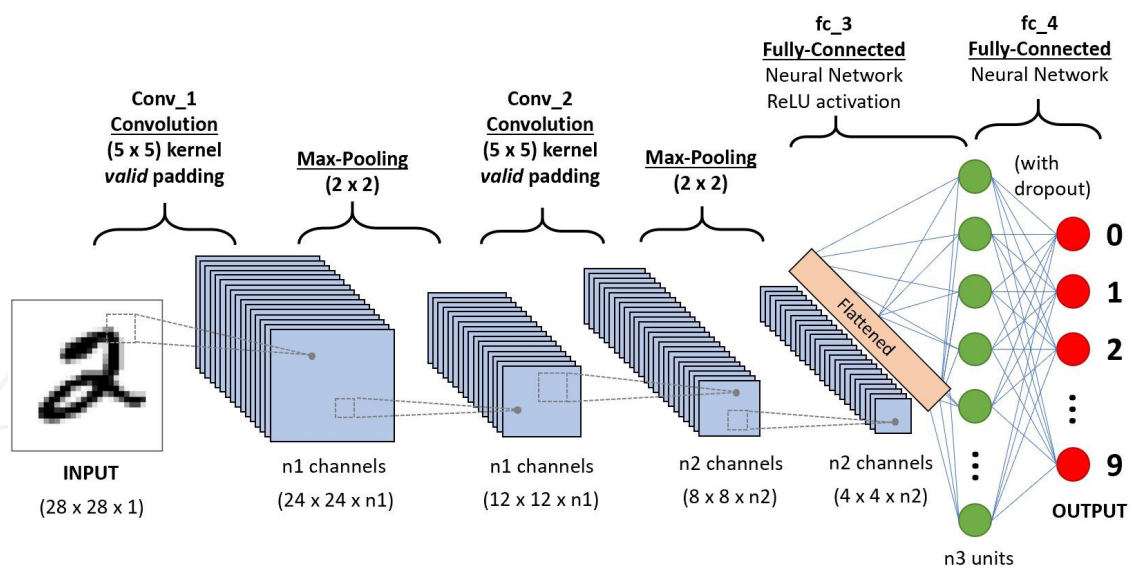 fc_3
Fully-Connected
Neural Network
ReLU activation
fc_4
Fully-Connected
Neural Network
Conv_1
Convolution
(5 x 5) kernel
valid padding
Max-Pooling
(2 x 2)
Conv_2
Convolution
(5 x 5) kernel
valid padding
Max-Pooling
(2 x 2)
(with
dropout)
0
1
2
9
Flattened
INPUT
(28 x 28 x 1)
n1 channels
(24 x 24 x n1)
n1 channels
(12 x 12 x n1)
n2 channels
(8 x 8 x n2)
n2 channels
(4 x 4 x n2)
OUTPUT
n3 units
2